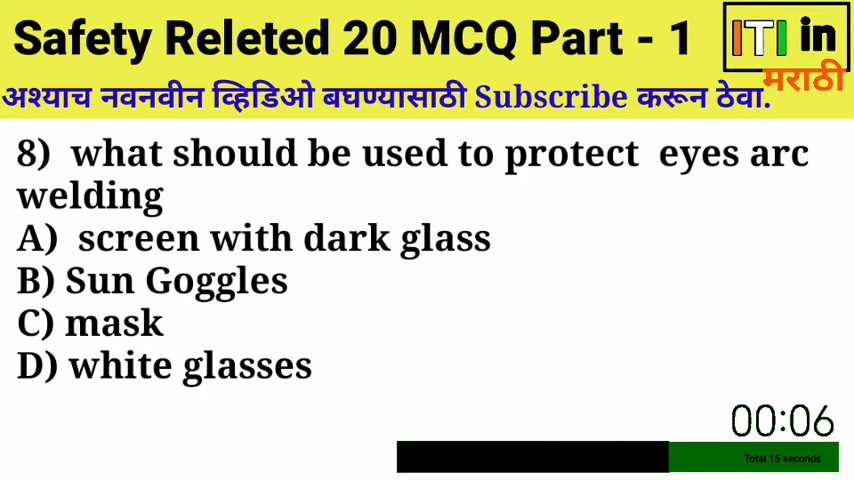 Safety Releted 20 MCQ Part - 1
ITI in
मराठी
अश्याच नवनवीन व्हिडिओ बघण्यासाठी Subscribe करून ठेवा.
8) what should be used to protect eyes arc
welding
A) screen with dark glass
B) Sun Goggles
C) mask
D) white glasses
00:06
Total 15 seconds